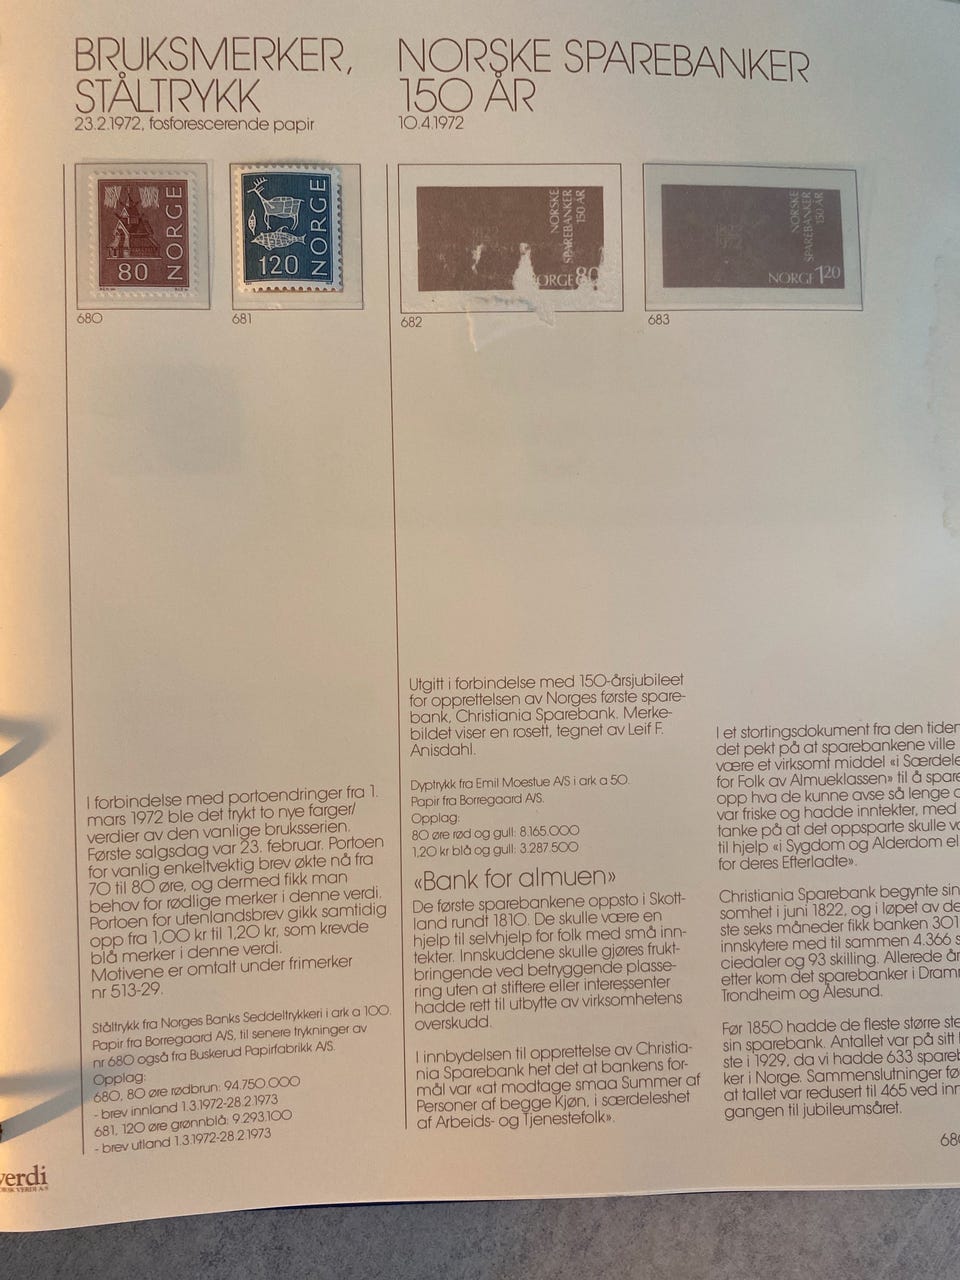 BRUKSMERKER,
STÅLTRYKK
23.2.1972, fosforescerende papir
NORSKE SPAREBANKER
150 ÅR
10.4.1972
80
NORGE
120
NORGE
NORSKE
SPAREBANKER
150 ÅR
ORGE 80
NORSKE
SPAREBANKER
150 ÅR
NORGE 1 20
680
681
682
683
I forbindelse med portoendringer fra 1.
mars 1972 ble det trykt to nye farger/
verdier av den vanlige bruksserien.
Første salgsdag var 23. februar. Portoen
for vanlig enkeltvektig brev økte nå fra
70 til 80 øre, og dermed fikk man
behov for rødlige merker i denne verdi.
Portoen for utenlandsbrev gikk samtidig
opp fra 1,00 kr til 1,20 kr, som krevde
blå merker i denne verdi.
Motivene er omtalt under frimerker
nr 513-29.
Ståltrykk fra Norges Banks Seddeltrykkeri i ark a 100.
Papir fra Borregaard A/S, til senere trykninger av
nr 680 også fra Buskerud Papirfabrikk A/S.
Opplag:
680, 80 øre rødbrun: 94.750.000
- brev innland 1.3.1972-28.2.1973
681, 120 øre grønnblå: 9.293.100
- brev utland 1.3.1972-28.2.1973
Utgitt i forbindelse med 150-årsjubileet
for opprettelsen av Norges første spare-
bank, Christiania Sparebank. Merke-
bildet viser en rosett, tegnet av Leif F.
Anisdahl.
Dyptrykk fra Emil Moestue A/S i ark a 50.
Papir fra Borregaard A/S.
Opplag:
80 øre rød og gull: 8.165.000
1,20 kr blå og gull: 3.287.500
«Bank for almuen»
De første sparebankene oppsto i Skott-
land rundt 1810. De skulle være en
hjelp til selvhjelp for folk med små inn-
tekter. Innskuddene skulle gjøres frukt-
bringende ved betryggende plasse-
ring uten at stiftere eller interessenter
hadde rett til utbytte av virksomhetens
overskudd.
I innbydelsen til opprettelse av Christia-
nia Sparebank het det at bankens for-
mål var «at modtage smaa Summer af
Personer af begge Kjøn, i særdeleshet
af Arbeids- og Tjenestefolk».
I et stortingsdokument fra den tiden
det pekt på at sparebankene ville
være et virksomt middel «i Særdele
for Folk av Almueklassen» til å spare
opp hva de kunne avse så lenge d
var friske og hadde inntekter, med
tanke på at det oppsparte skulle væ
til hjelp «i Sygdom og Alderdom el
for deres Efterladte».
Christiania Sparebank begynte sin
somhet i juni 1822, og i løpet av de
ste seks måneder fikk banken 301
innskytere med til sammen 4.366 s
ciedaler og 93 skilling. Allerede år
etter kom det sparebanker i Dramm
Trondheim og Ålesund.
Før 1850 hadde de fleste større ste
sin sparebank. Antallet var på sitt h
ste i 1929, da vi hadde 633 spareb
ker i Norge. Sammenslutninger fø
at tallet var redusert til 465 ved inn
gangen til jubileumsåret.
680
verdi
NORSK VERDI A.S